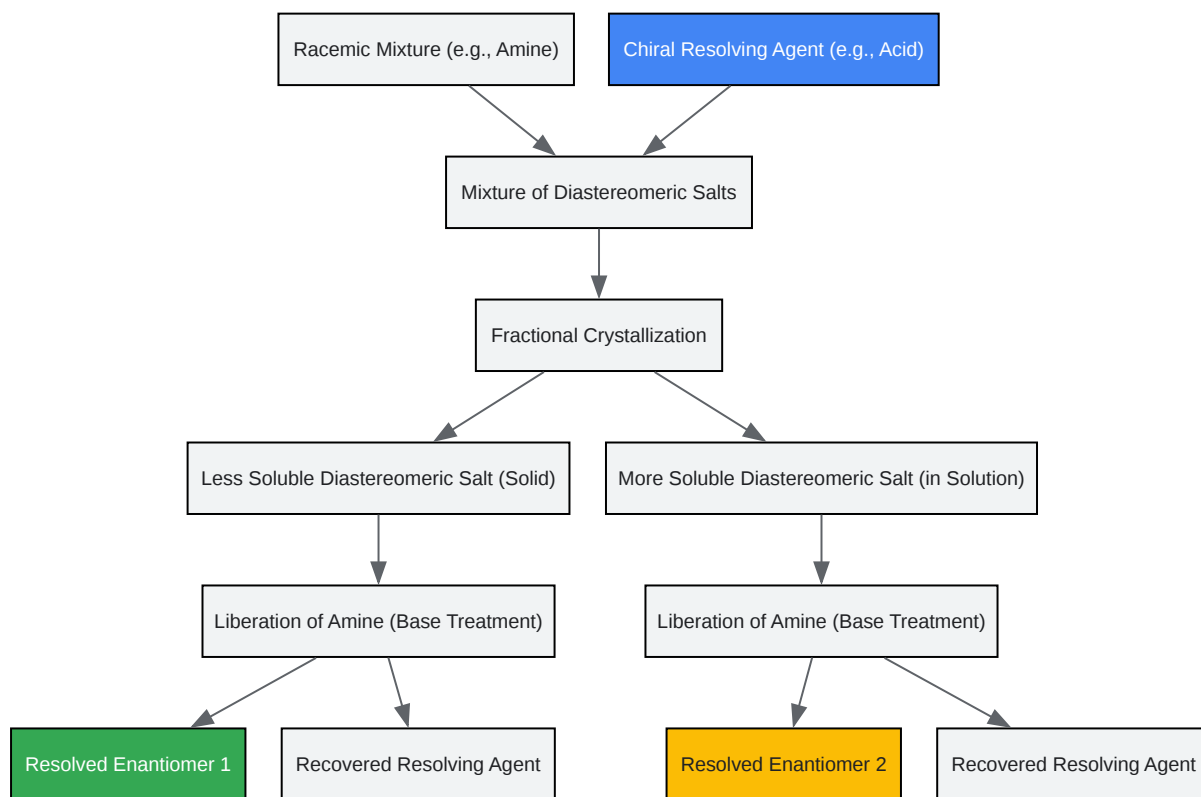 Racemic Mixture (e.g., Amine)
Chiral Resolving Agent (e.g., Acid)
Mixture of Diastereomeric Salts
Fractional Crystallization
Less Soluble Diastereomeric Salt (Solid)
More Soluble Diastereomeric Salt (in Solution)
Liberation of Amine (Base Treatment)
Liberation of Amine (Base Treatment)
Resolved Enantiomer 1
Recovered Resolving Agent
Resolved Enantiomer 2
Recovered Resolving Agent